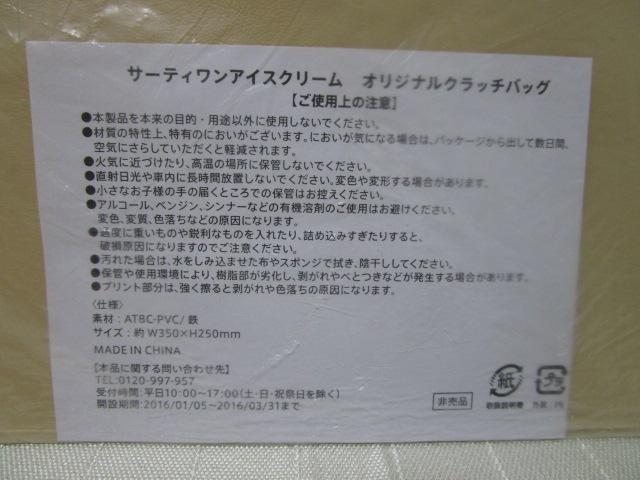 サーティワンアイスクリーム オリジナルクラッチバッグ
【ご使用上の注意】
●本製品を本来の目的・用途以外に使用しないでください。
●材質の特性上、特有のにおいがございます。においが気になる場合は、パッケージから出して数日間、
空気にさらしていただくと軽減されます。
●火気に近づけたり、高温の場所に保管しないでください。
●直射日光や車内に長時間放置しないでください。変色や変形する場合があります。
●小さなお子様の手の届くところでの保管はお控えください。
●アルコール、ベンジン、シンナーなどの有機溶剤のご使用はお避けください。
変色、変質、色落ちなどの原因になります。
●過度に重いものや鋭利なものを入れたり、詰め込みすぎたりすると、
破損原因になりますのでご注意ください。
●汚れた場合は、水をしみ込ませた布やスポンジで拭き、陰干ししてください。
●保管や使用環境により、樹脂部が劣化し、剥がれやべとつきなどが発生する場合があります。
●プリント部分は、強く擦ると剥がれや色落ちの原因になります。
〈仕様〉
素材：ATBC-PVC/ 鉄
サイズ：約 W350×H250mm
MADE IN CHINA
【本品に関する問い合わせ先】
TEL:0120-997-957
受付時間：平日10:00～17:00(土・日・祝祭日を除く)
開設期間：2016/01/05～2016/03/31まで
非売品
紙
取扱説明書
プラ
外装：PE